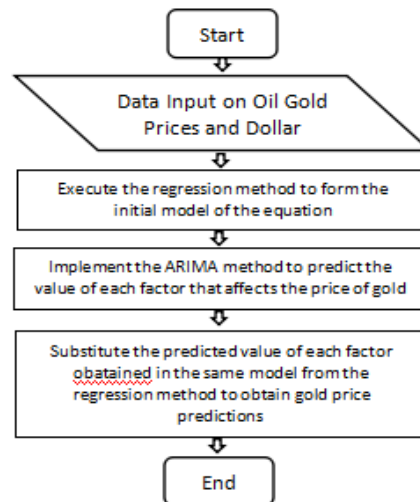 Start
Data Input on Oil Gold
Prices and Dollar
Execute the regression method to form the
initial model of the equation
Implement the ARIMA method to predict the
value of each factor that affects the price of gold
Substitute the predicted value of each factor
obatained in the same model from the
regression method to obtain gold price
predictions
End